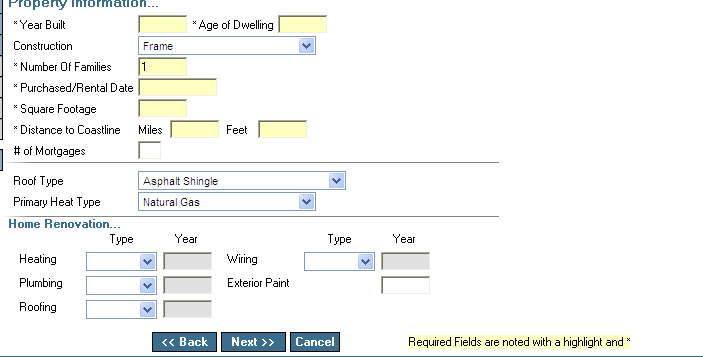 Property Information...
* Year Built * Age of Dwelling
Construction Frame
* Number Of Families 1
* Purchased/Rental Date
* Square Footage
* Distance to Coastline Miles Feet
# of Mortgages
Roof Type Asphalt Shingle
Primary Heat Type Natural Gas
Home Renovation...
Type Year Type Year
Heating Wiring
Plumbing Exterior Paint
Roofing
<< Back Next >> Cancel Required Fields are noted with a highlight and *